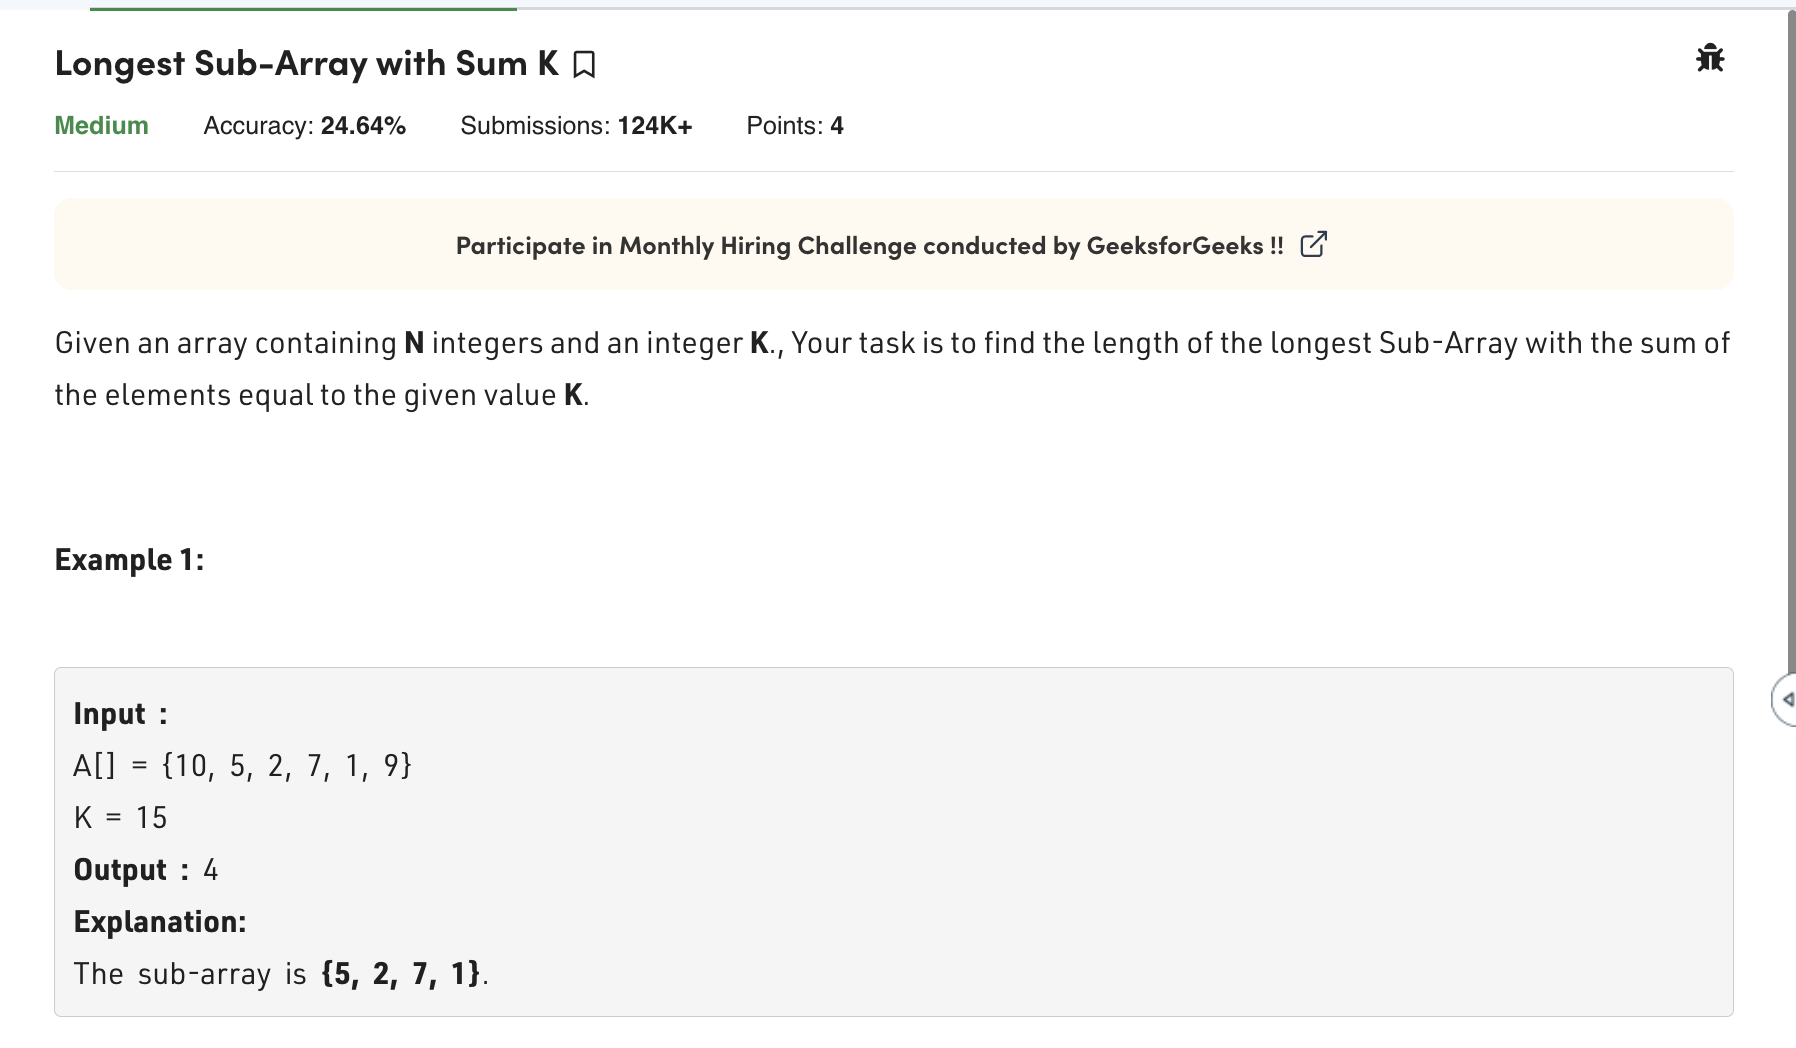 Longest Sub-Array with Sum K
Medium Accuracy: 24.64% Submissions: 124K+ Points: 4
Participate in Monthly Hiring Challenge conducted by GeeksforGeeks !!
Given an array containing N integers and an integer K., Your task is to find the length of the longest Sub-Array with the sum of
the elements equal to the given value K.
Example 1:
Input :
A[] = {10, 5, 2, 7, 1, 9}
K = 15
Output : 4
Explanation:
The sub-array is {5, 2, 7, 1}.